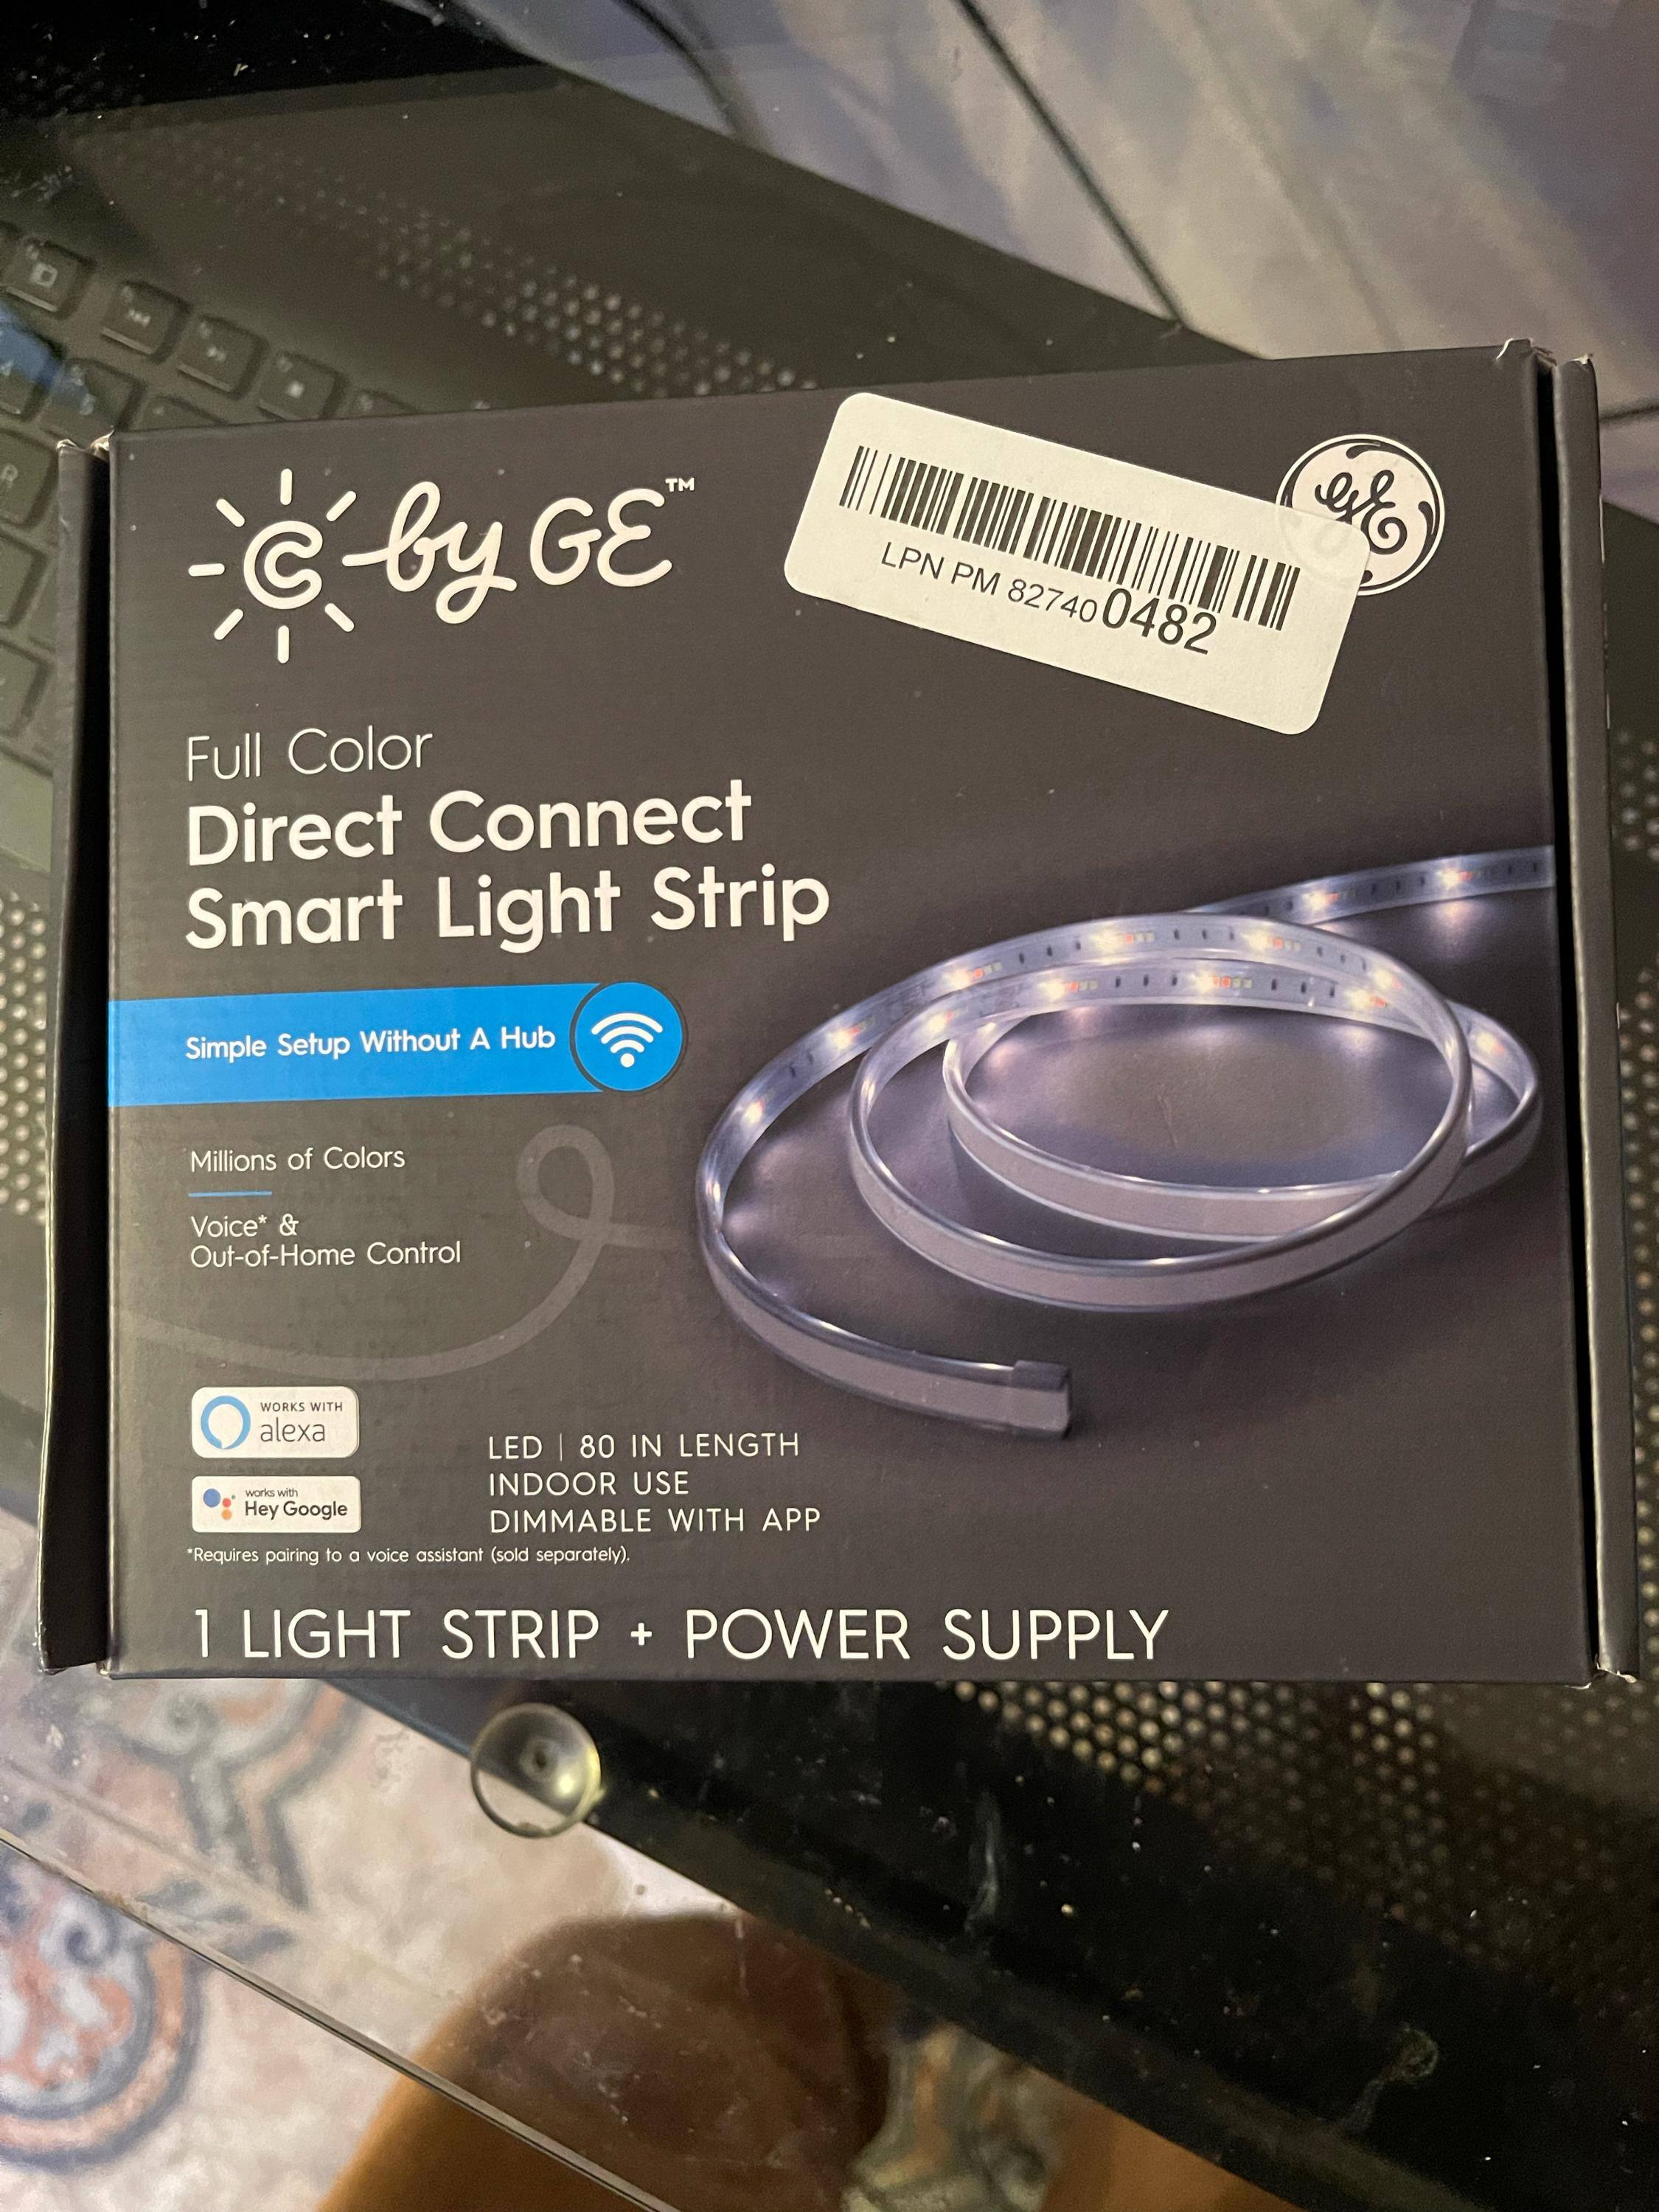 C by GE™
GE
LPN PM 827400482
Full Color
Direct Connect
Smart Light Strip
Simple Setup Without A Hub
Millions of Colors
Voice* &
Out-of-Home Control
WORKS WITH
alexa
works with
Hey Google
LED | 80 IN LENGTH
INDOOR USE
DIMMABLE WITH APP
*Requires pairing to a voice assistant (sold separately).
1 LIGHT STRIP + POWER SUPPLY
R